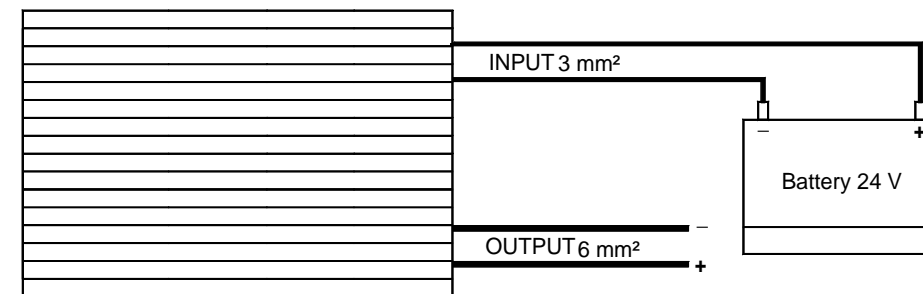 INPUT 3 mm²
– +
Battery 24 V
–
OUTPUT 6 mm²
+